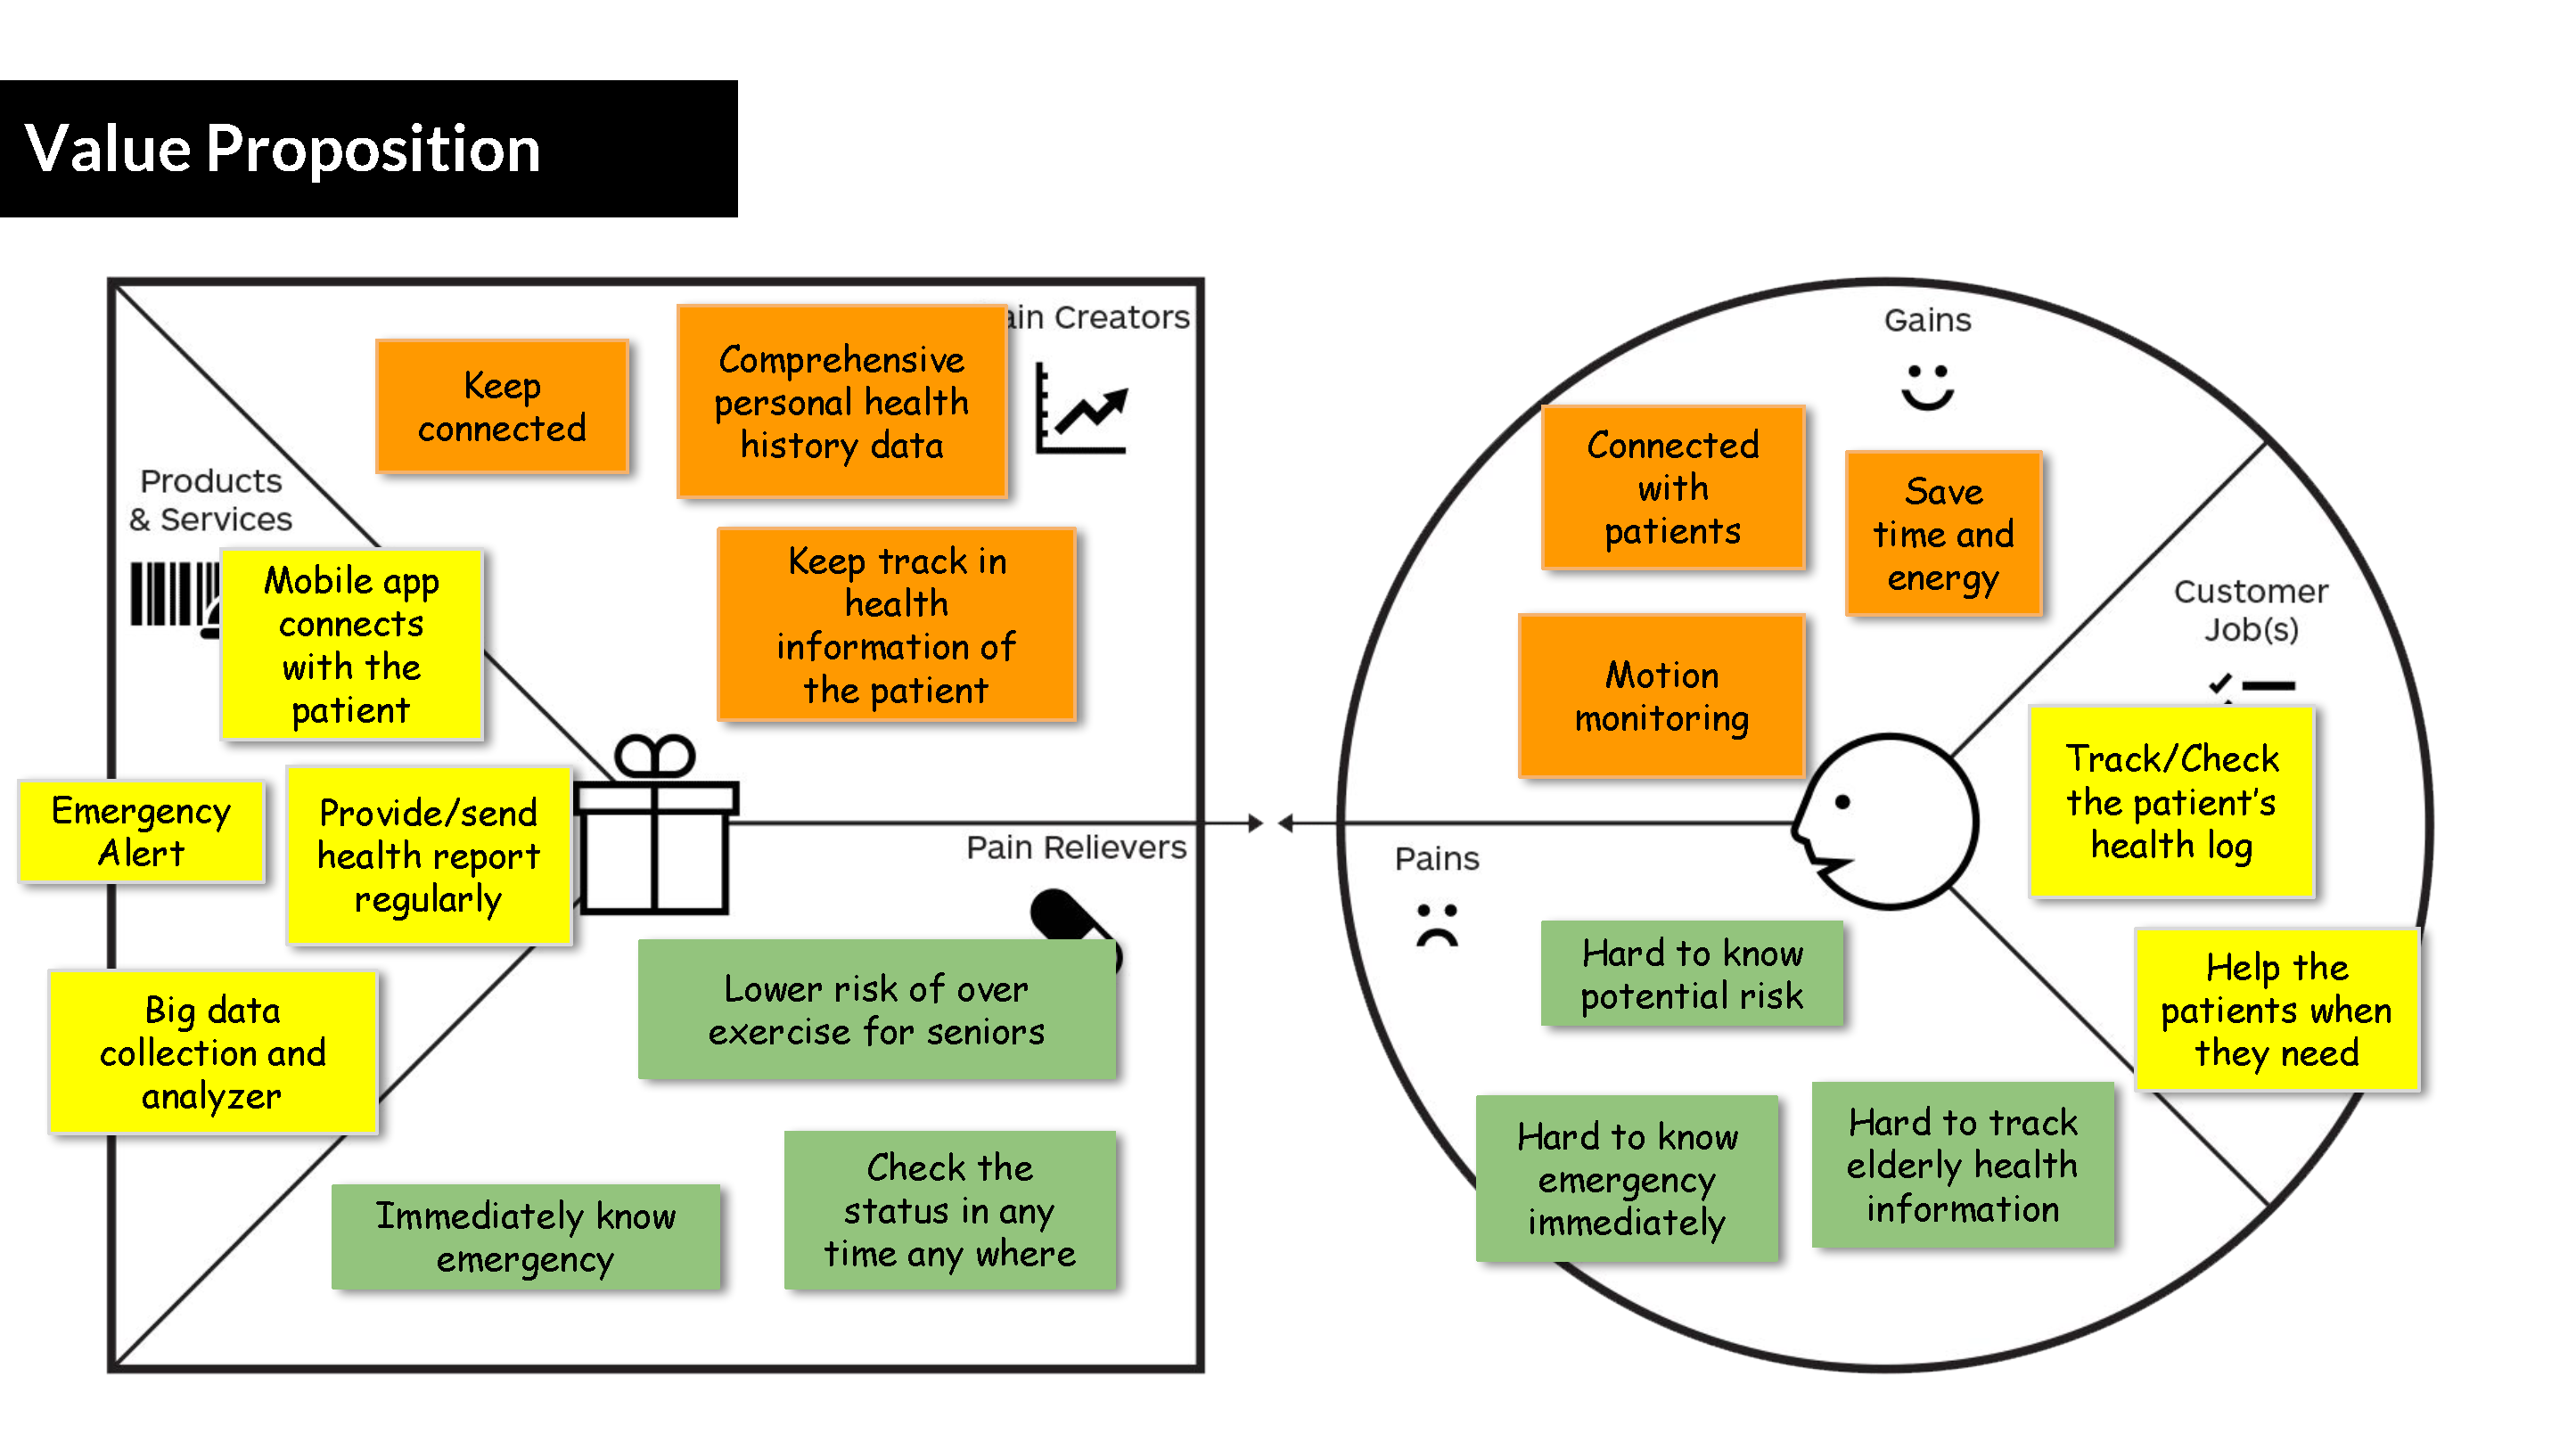 Value Proposition
ain Creators
Keep
connected
Comprehensive
personal health
history data
Products
& Services
Keep track in
health
information of
the patient
Mobile app
connects
with the
patient
Emergency
Alert
Provide/send
health report
regularly
Big data
collection and
analyzer
Pain Relievers
Lower risk of over
exercise for seniors
Immediately know
emergency
Check the
status in any
time any where
Gains
Connected
with
patients
Save
time and
energy
Motion
monitoring
Customer
Job(s)
Track/Check
the patient's
health log
Help the
patients when
they need
Pains
Hard to know
potential risk
Hard to know
emergency
immediately
Hard to track
elderly health
information